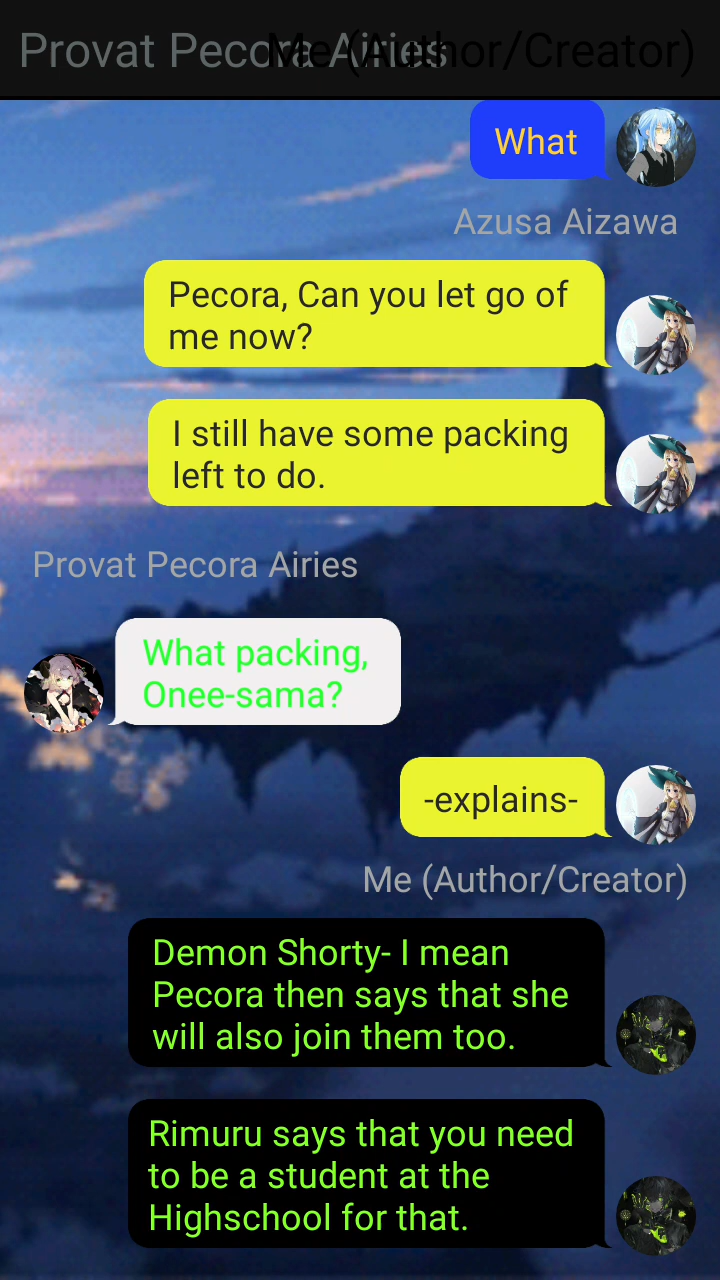 Provat Pecora Airies
Me (Author/Creator)
What
Azusa Aizawa
Pecora, Can you let go of
me now?
I still have some packing
left to do.
Provat Pecora Airies
What packing,
Onee-sama?
-explains-
Me (Author/Creator)
Demon Shorty- I mean
Pecora then says that she
will also join them too.
Rimuru says that you need
to be a student at the
Highschool for that.